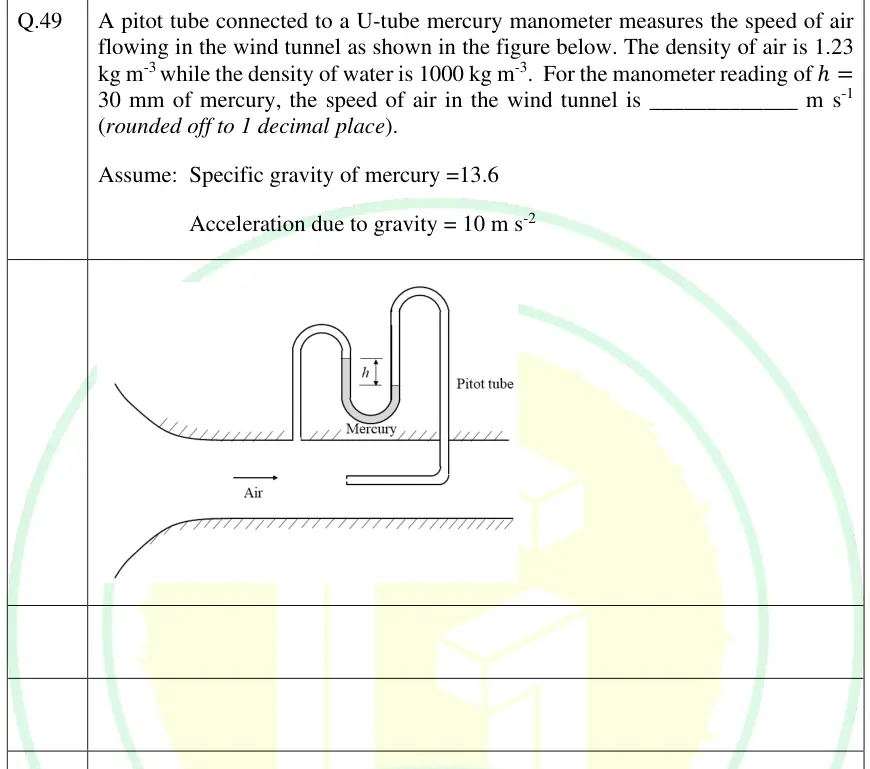 Q.49
A pitot tube connected to a U-tube mercury manometer measures the speed of air
flowing in the wind tunnel as shown in the figure below. The density of air is 1.23
kg m⁻³ while the density of water is 1000 kg m⁻³. For the manometer reading of h =
30 mm of mercury, the speed of air in the wind tunnel is _____________ m s⁻¹
(rounded off to 1 decimal place).
Assume: Specific gravity of mercury =13.6
Acceleration due to gravity = 10 m s⁻²
h
Pitot tube
Mercury
Air